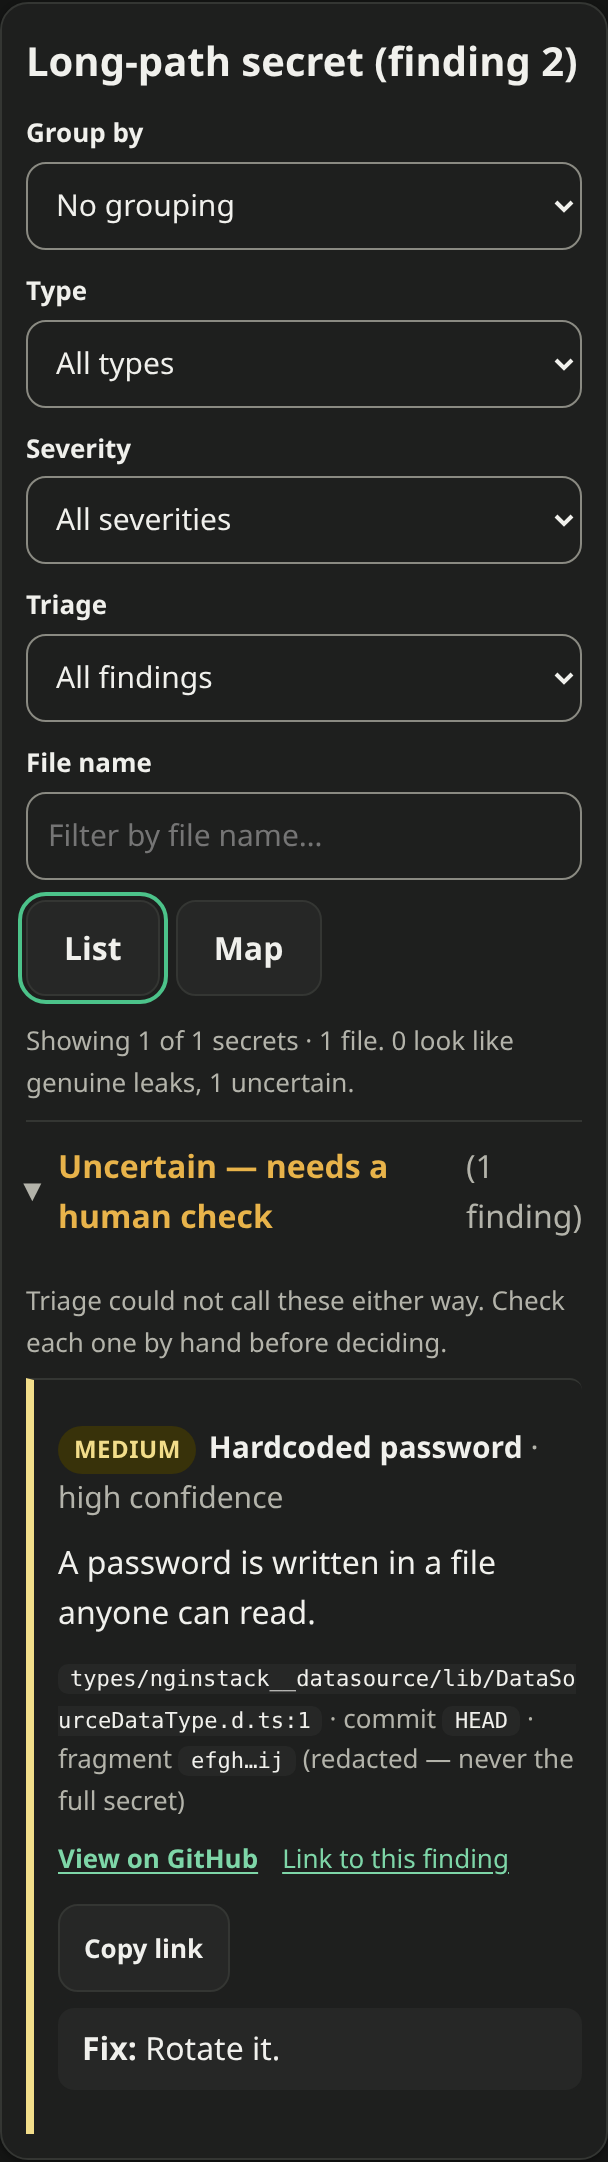 Long-path secret (finding 2)
Group by
No grouping
Type
All types
Severity
All severities
Triage
All findings
File name
Filter by file name...
List Map
Showing 1 of 1 secrets · 1 file. 0 look like
genuine leaks, 1 uncertain.
▼ Uncertain — needs a (1
human check finding)
Triage could not call these either way. Check
each one by hand before deciding.
MEDIUM Hardcoded password ·
high confidence
A password is written in a file
anyone can read.
types/nginstack__datasource/lib/DataSo
urceDataType.d.ts:1 · commit HEAD ·
fragment efgh…ij (redacted — never the
full secret)
View on GitHub Link to this finding
Copy link
Fix: Rotate it.